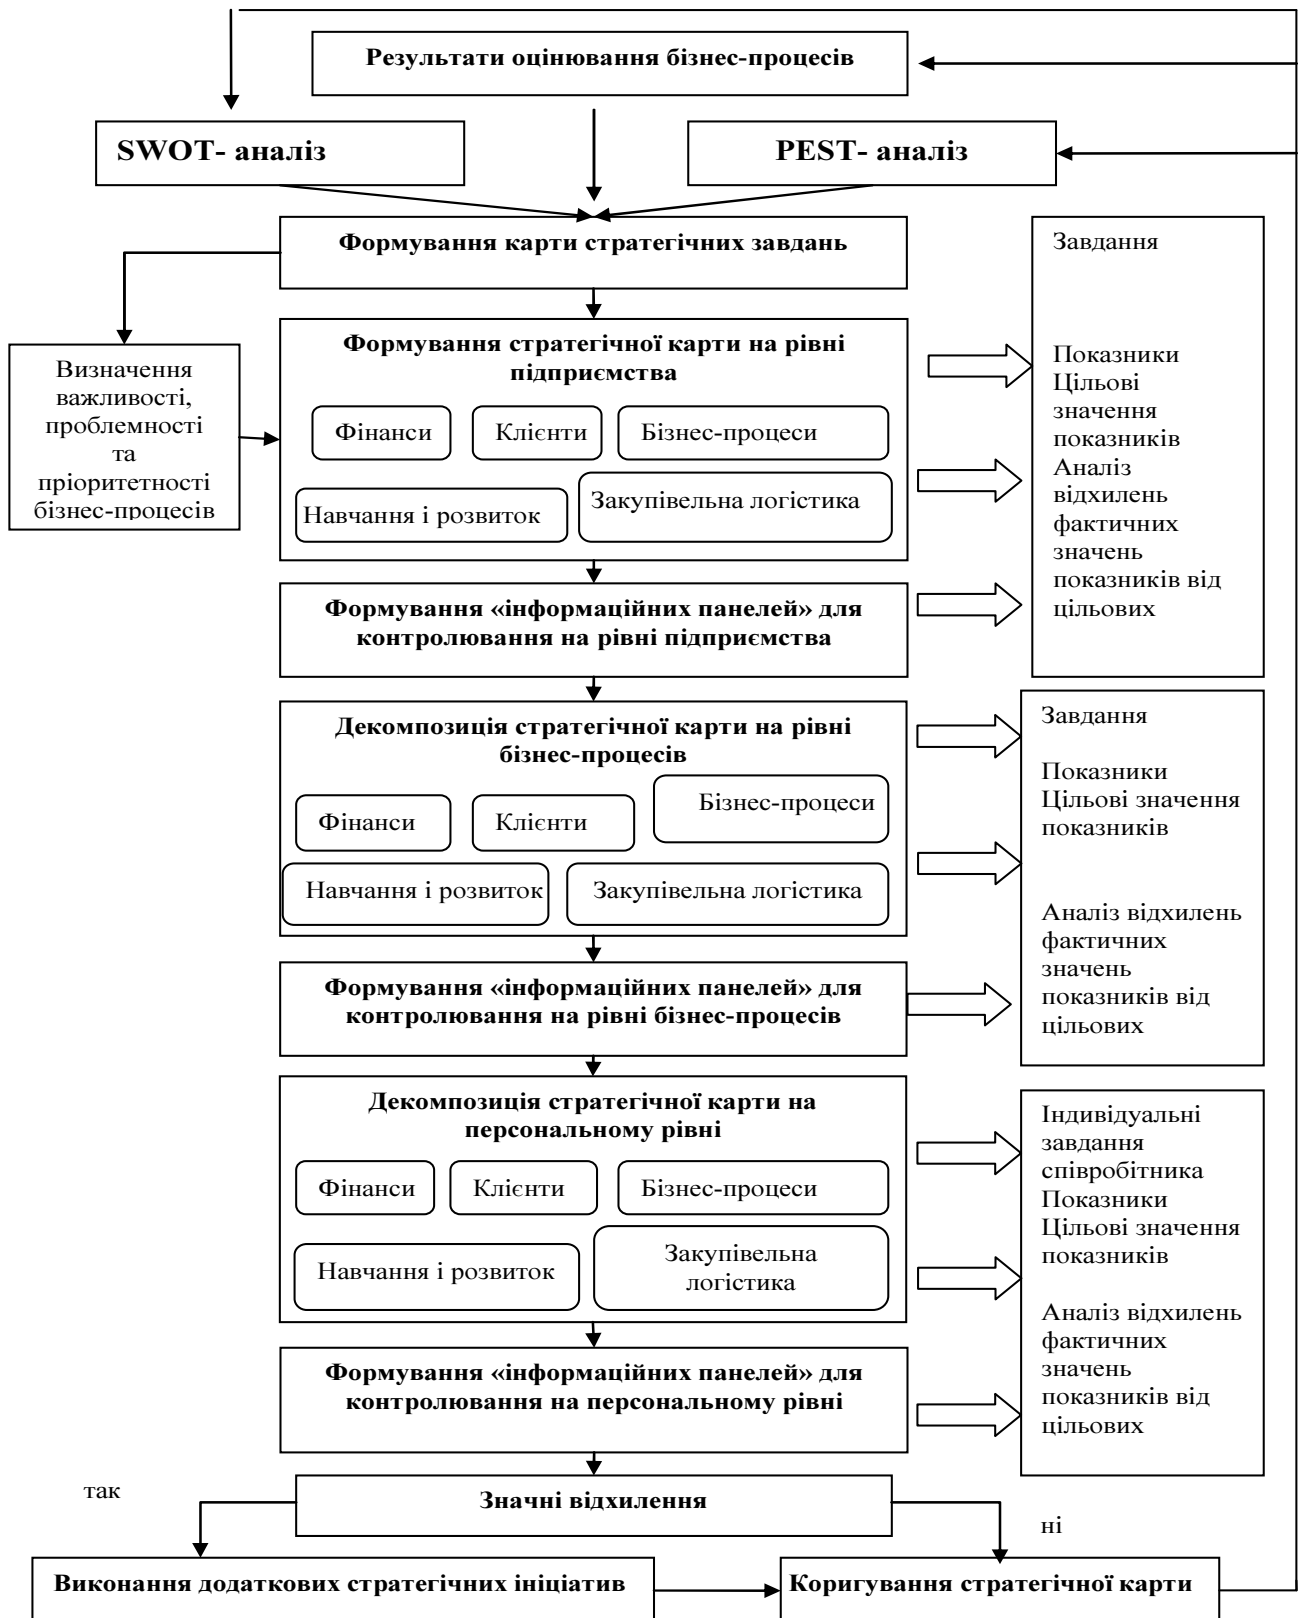 Результати оцінювання бізнес-процесів
SWOT- аналіз
PEST- аналіз
Формування карти стратегічних завдань
Визначення
важливості,
проблемності
та
пріоритетності
бізнес-процесів
Формування стратегічної карти на рівні
підприємства
Фінанси
Клієнти
Бізнес-процеси
Навчання і розвиток
Закупівельна логістика
Завдання
Показники
Цільові
значення
показників
Аналіз
відхилень
фактичних
значень
показників від
цільових
Формування «інформаційних панелей» для
контролювання на рівні підприємства
Декомпозиція стратегічної карти на рівні
бізнес-процесів
Фінанси
Клієнти
Бізнес-процеси
Навчання і розвиток
Закупівельна логістика
Завдання
Показники
Цільові значення
показників
Аналіз відхилень
фактичних
значень
показників від
цільових
Формування «інформаційних панелей» для
контролювання на рівні бізнес-процесів
Декомпозиція стратегічної карти на
персональному рівні
Фінанси
Клієнти
Бізнес-процеси
Навчання і розвиток
Закупівельна
логістика
Індивідуальні
завдання
співробітника
Показники
Цільові значення
показників
Аналіз відхилень
фактичних
значень
показників від
цільових
Формування «інформаційних панелей» для
контролювання на персональному рівні
так
Значні відхилення
ні
Виконання додаткових стратегічних ініціатив
Коригування стратегічної карти